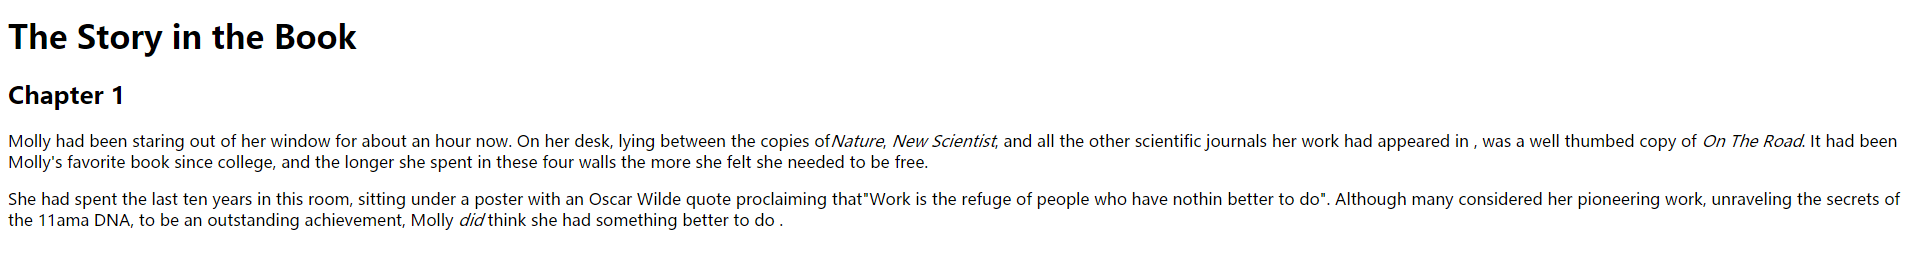 The Story in the Book
Chapter 1
Molly had been staring out of her window for about an hour now. On her desk, lying between the copies ofNature, New Scientist, and all the other scientific journals her work had appeared in , was a well thumbed copy of On The Road. It had been
Molly's favorite book since college, and the longer she spent in these four walls the more she felt she needed to be free.
She had spent the last ten years in this room, sitting under a poster with an Oscar Wilde quote proclaiming that"Work is the refuge of people who have nothin better to do". Although many considered her pioneering work, unraveling the secrets of
the 11ama DNA, to be an outstanding achievement, Molly did think she had something better to do .